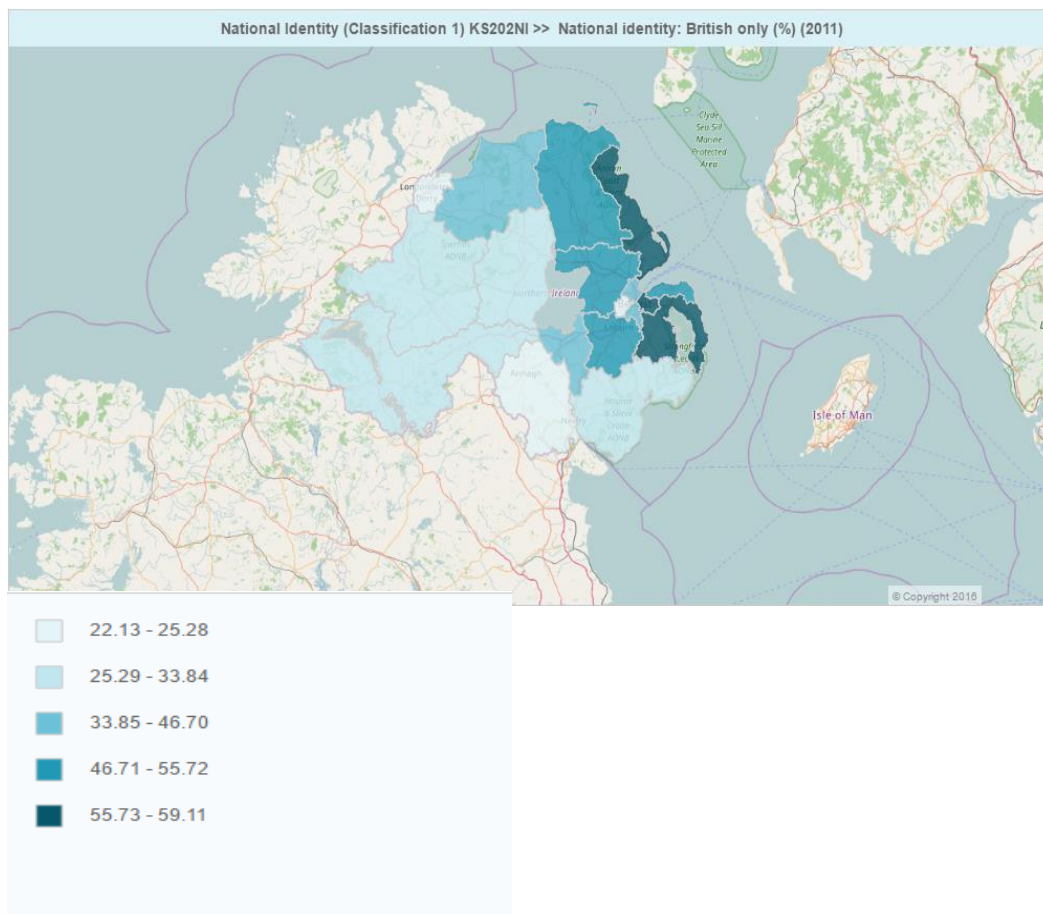 National Identity (Classification 1) KS202NI >> National identity: British only (%) (2011)
Clyde
Sea Sill
Marine
Protected
Area
AONB
Ireland
Armagh
AONB
Isle of Man
© Copyright 2016
22.13 - 25.28
25.29 - 33.84
33.85 - 46.70
46.71 - 55.72
55.73 - 59.11